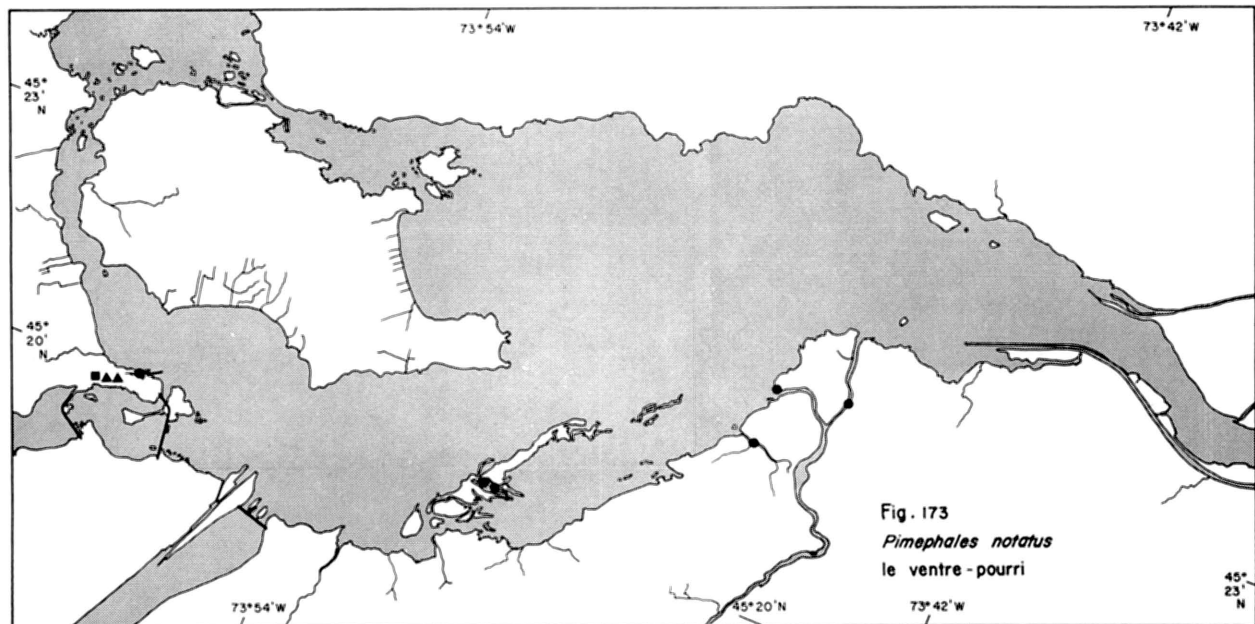 73°54'W
73°42'W
45°
23'
N
45°
20'
N
Fig. 173
Pimephales notatus
le ventre-pourri
45°
23'
N
73°54'W
45°20'N
73°42'W